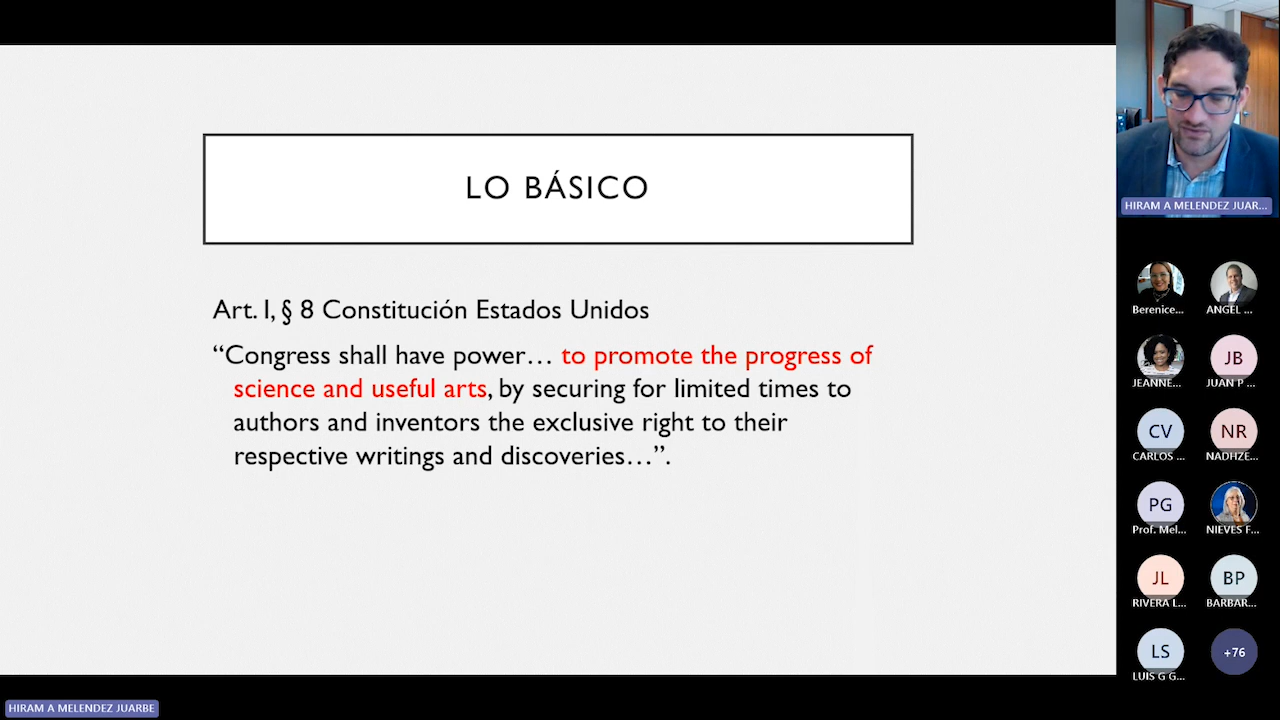 LO BÁSICO
Art. I, § 8 Constitución Estados Unidos
“Congress shall have power… to promote the progress of
science and useful arts, by securing for limited times to
authors and inventors the exclusive right to their
respective writings and discoveries…”.
HIRAM A MELENDEZ JUAR...
Berenice...
ANGEL ...
JEANNE...
JB
JUAN P ...
CV
CARLOS ...
NR
NADHZE...
PG
Prof. Mel...
NIEVES F...
JL
RIVERA L...
BP
BARBAR...
LS
LUIS G G...
+76
HIRAM A MELENDEZ JUARBE